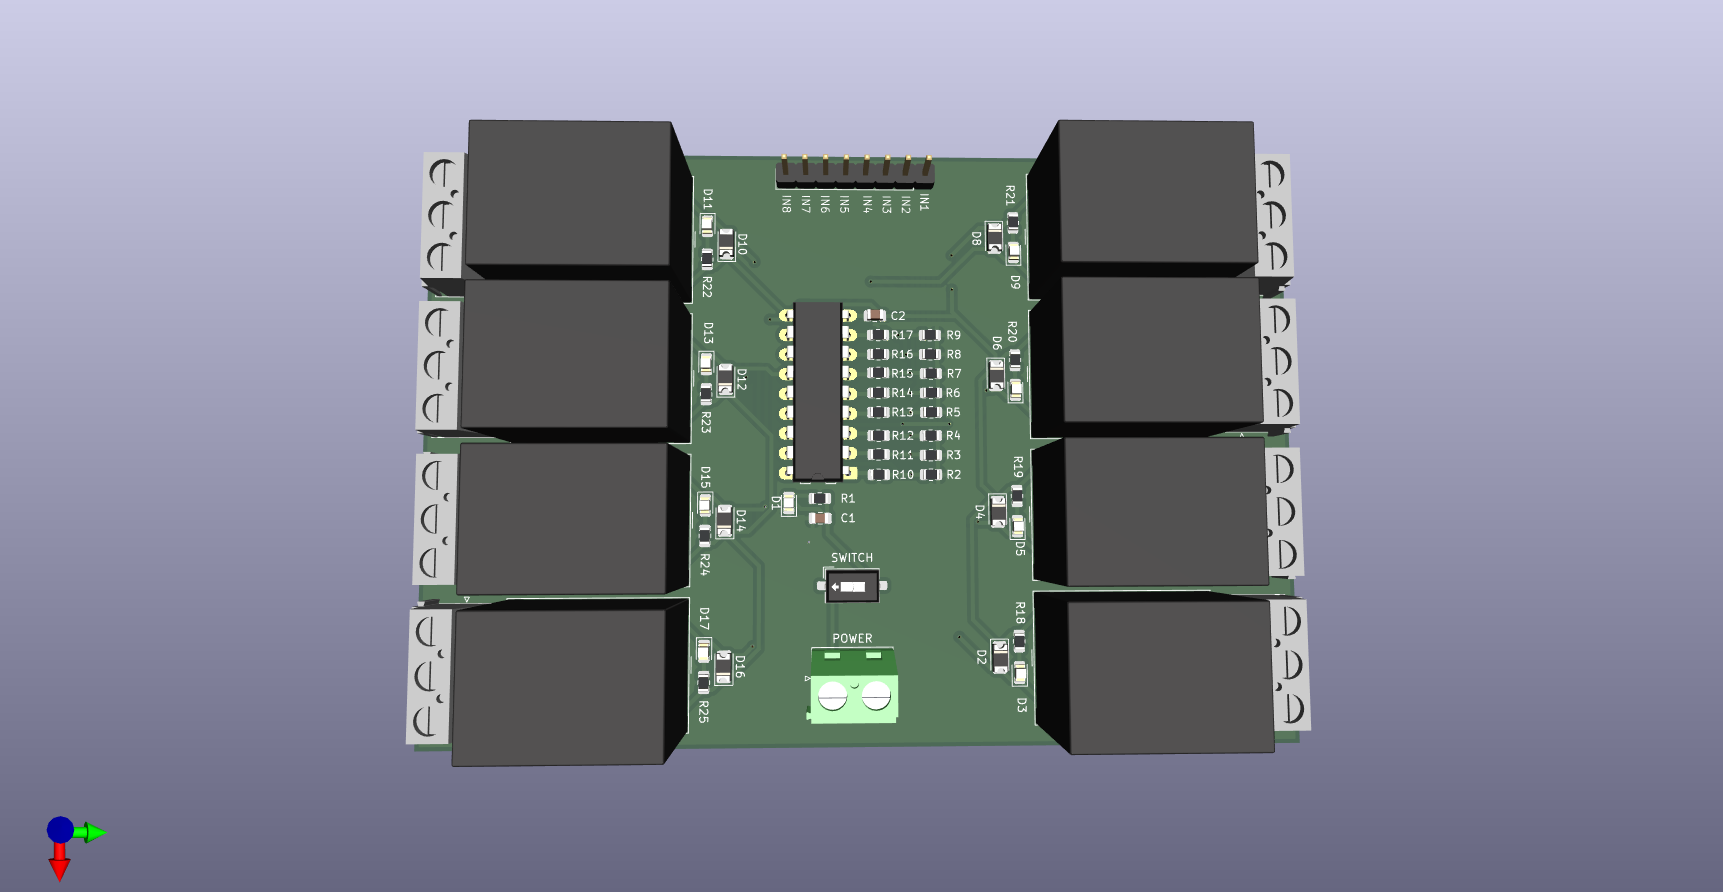 IN8 IN7 IN6 IN5 IN4 IN3 IN2 IN1
D11
D10
R22
R21
D8
D9
C2
R17 R9
R16 R8
R15 R7
R14 R6
R13 R5
R12 R4
R11 R3
R10 R2
D13
D12
R23
R20
D6
D15
D14
R24
D1
R1
C1
R19
D4
D5
SWITCH
POWER
D17
D16
R25
R18
D2
D3